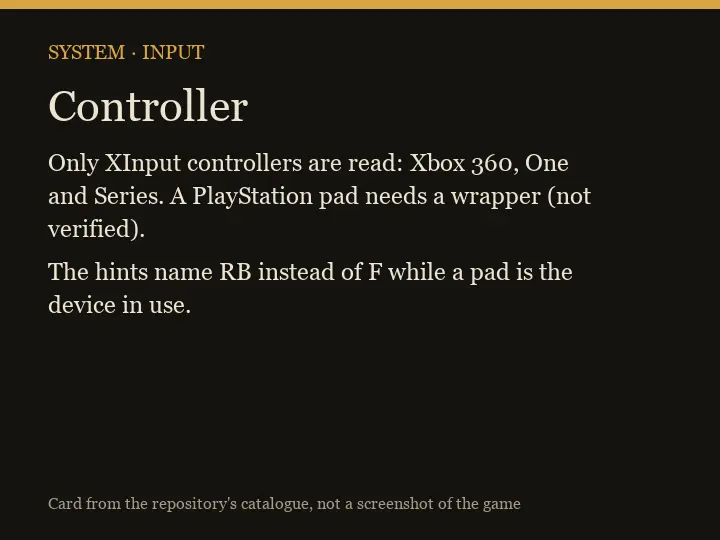 SYSTEM · INPUT
Controller
Only XInput controllers are read: Xbox 360, One
and Series. A PlayStation pad needs a wrapper (not
verified).
The hints name RB instead of F while a pad is the
device in use.
Card from the repository's catalogue, not a screenshot of the game